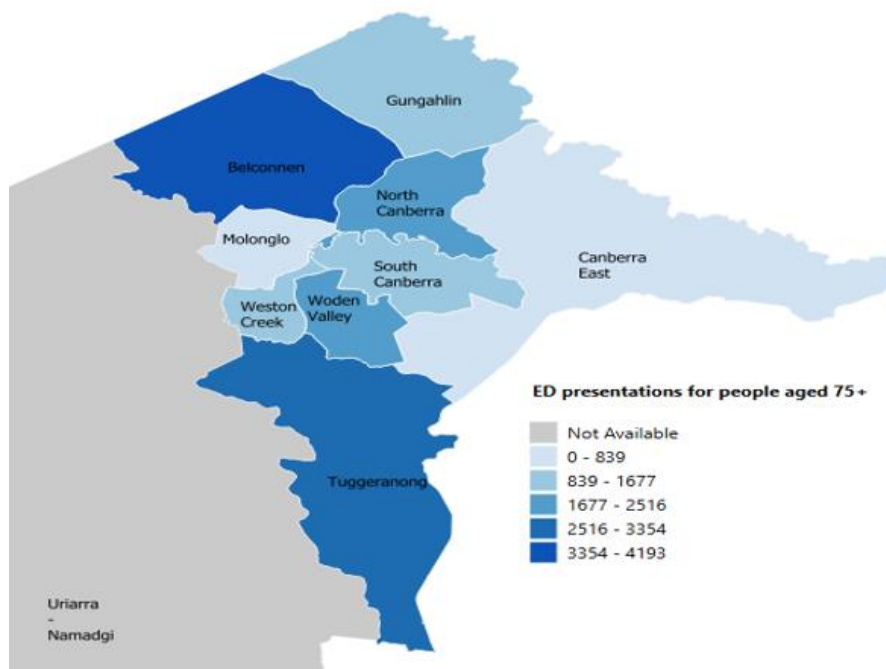 Gungahlin
Belconnen
North
Canberra
Molonglo
Canberra
East
South
Canberra
Weston
Creek
Woden
Valley
Tuggeranong
Uriarra
-
Namadgi
ED presentations for people aged 75+
Not Available
0 - 839
839 - 1677
1677 - 2516
2516 - 3354
3354 - 4193